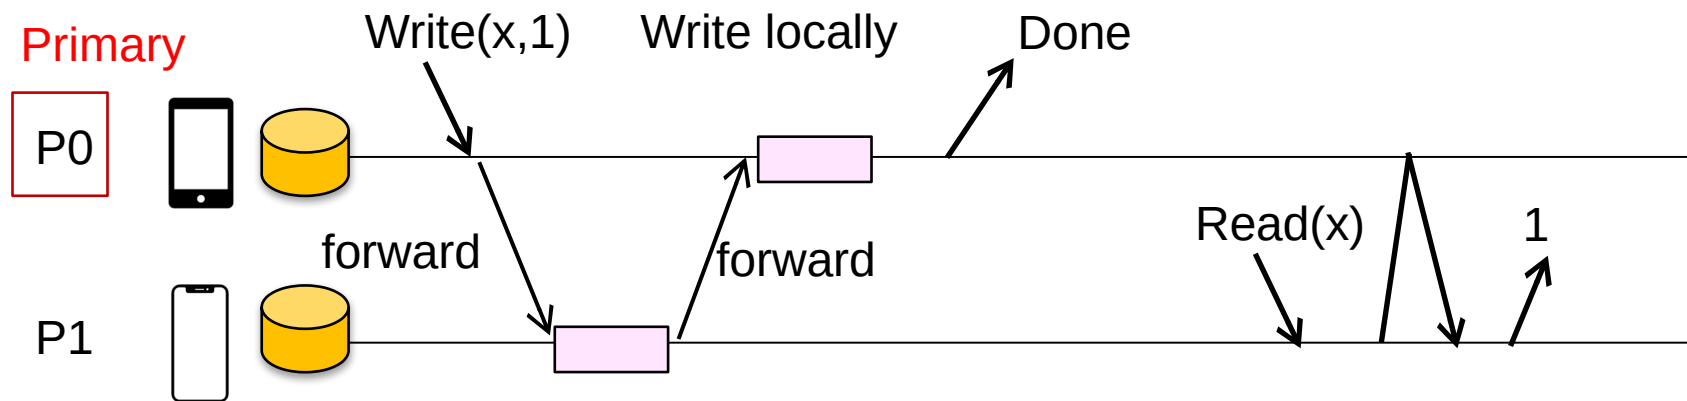 Primary
Write(x,1)
Write locally
Done
P0
forward
forward
Read(x)
1
P1